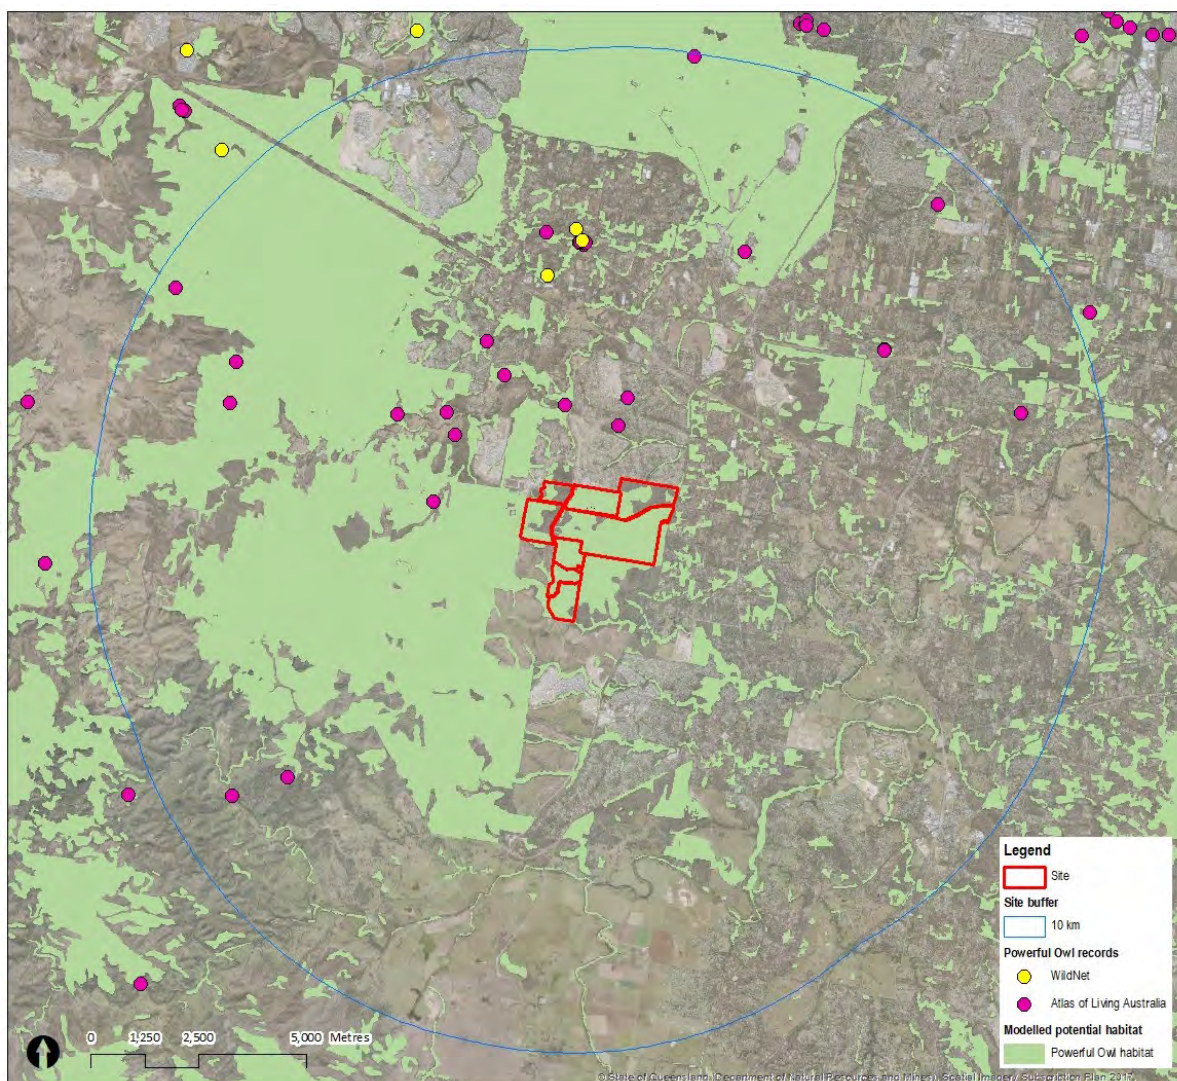 Legend
Site
Site buffer
10 km
Powerful Owl records
WildNet
Atlas of Living Australia
Modelled potential habitat
Powerful Owl habitat
0 1,250 2,500 5,000 Metres
© State of Queensland (Department of Natural Resources and Mines), Spatial Imagery Subscription Plan 2017